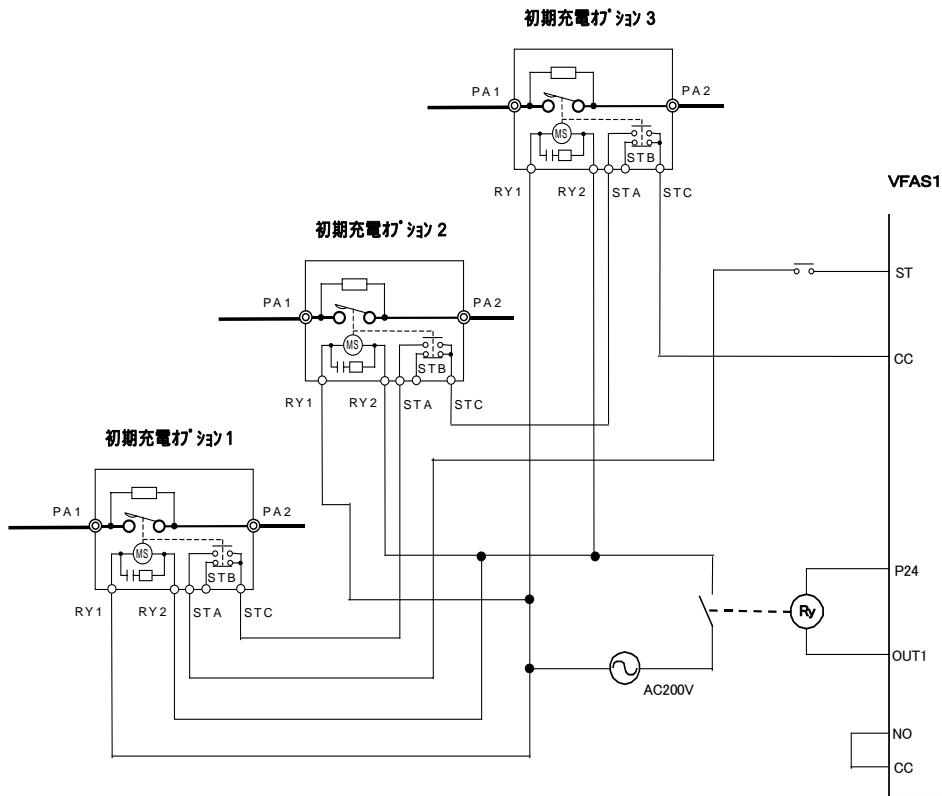 初期充電ｵﾌﾟｼｮﾝ 3
PA1
PA2
MS
STB
RY1
RY2
STA
STC
VFAS1
初期充電ｵﾌﾟｼｮﾝ 2
PA1
PA2
MS
STB
RY1
RY2
STA
STC
ST
CC
初期充電ｵﾌﾟｼｮﾝ 1
PA1
PA2
MS
STB
RY1
RY2
STA
STC
P24
Ry
OUT1
AC200V
NO
CC